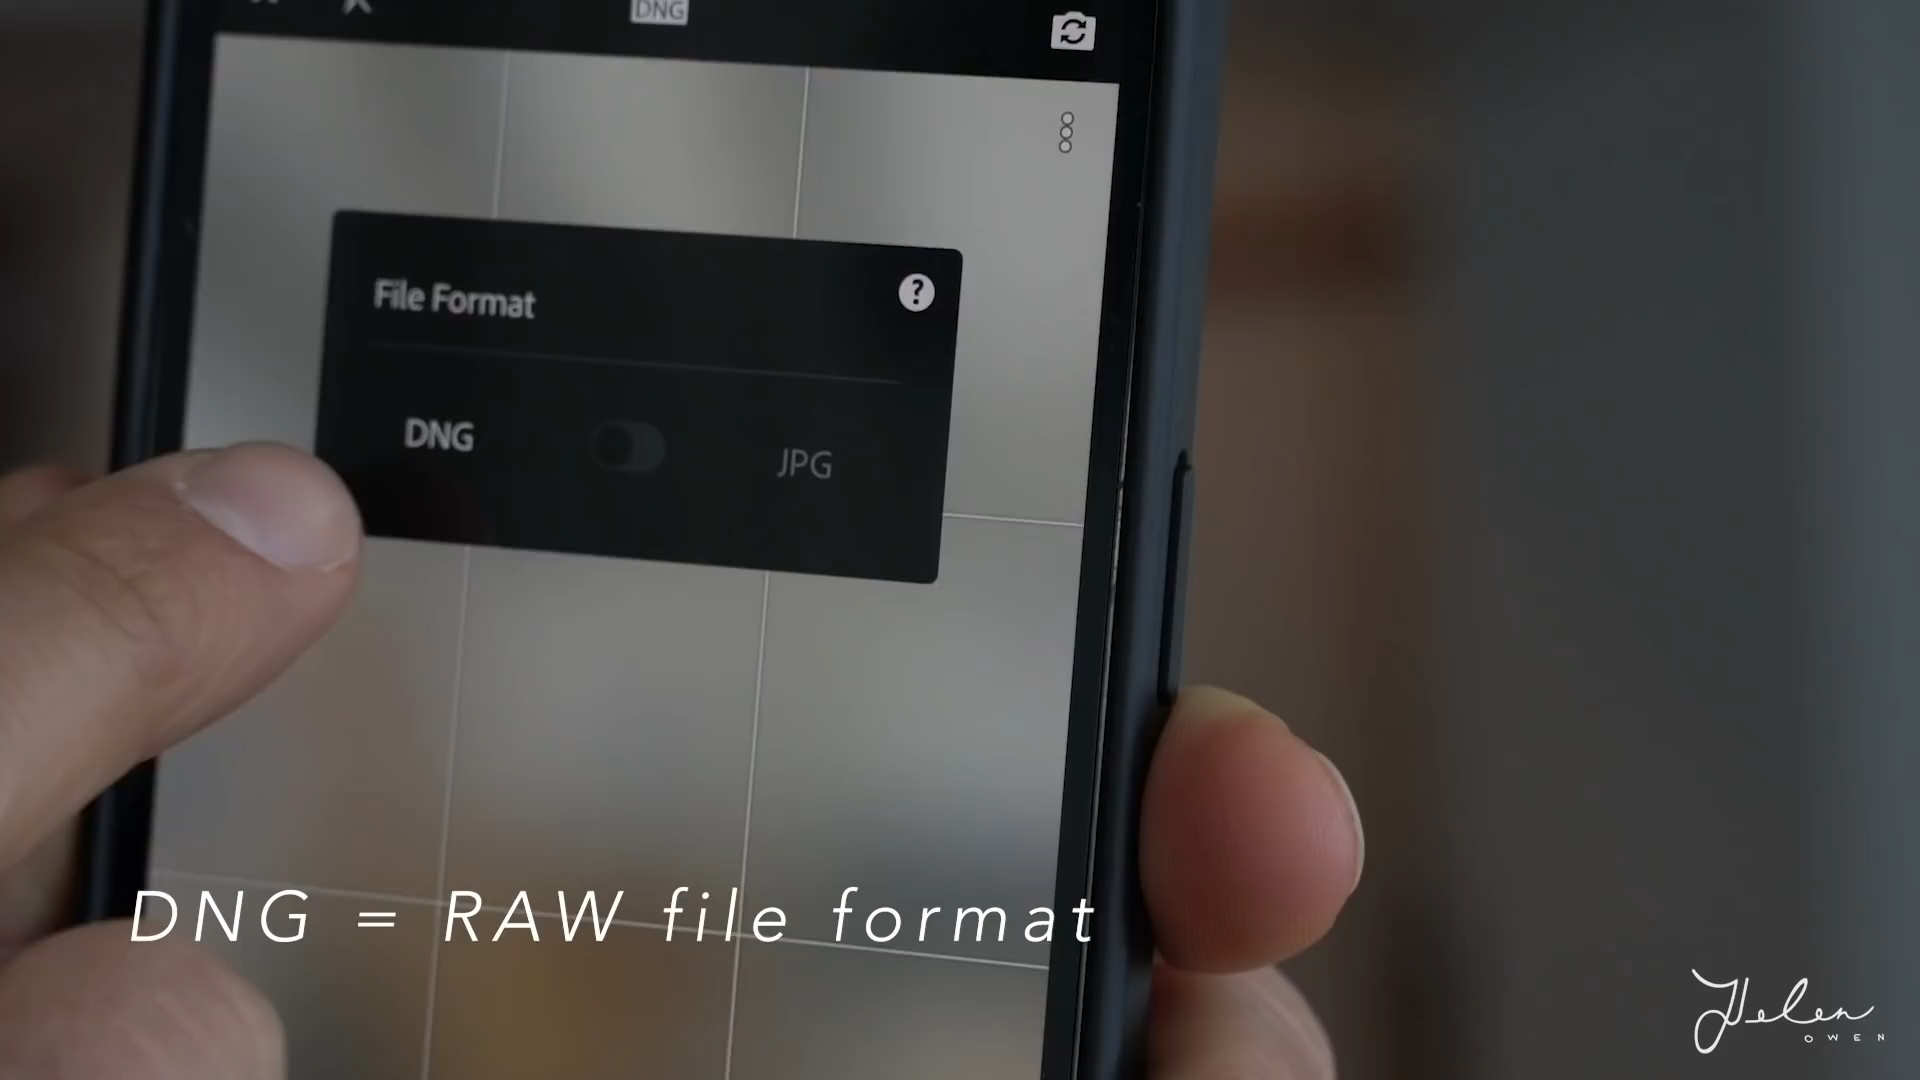 DNG
File Format
?
DNG
JPG
DNG = RAW file format
Helen
OWEN